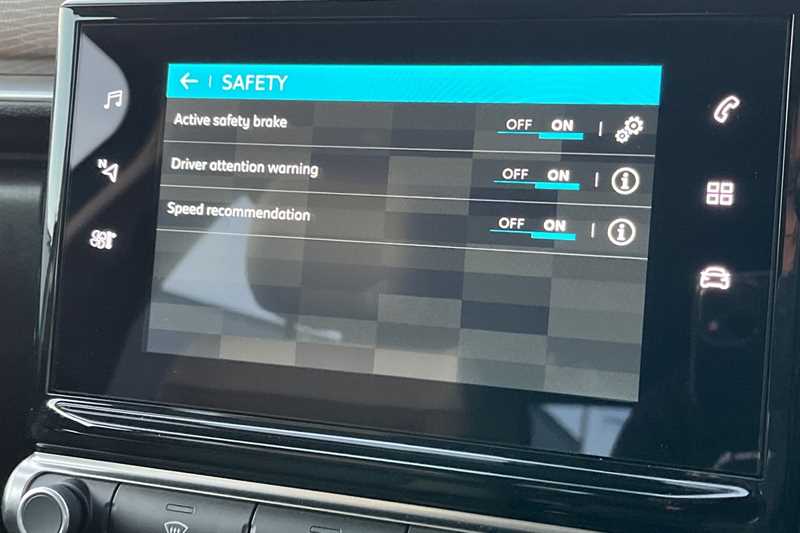 SAFETY
Active safety brake OFF ON
Driver attention warning OFF ON
Speed recommendation OFF ON
N